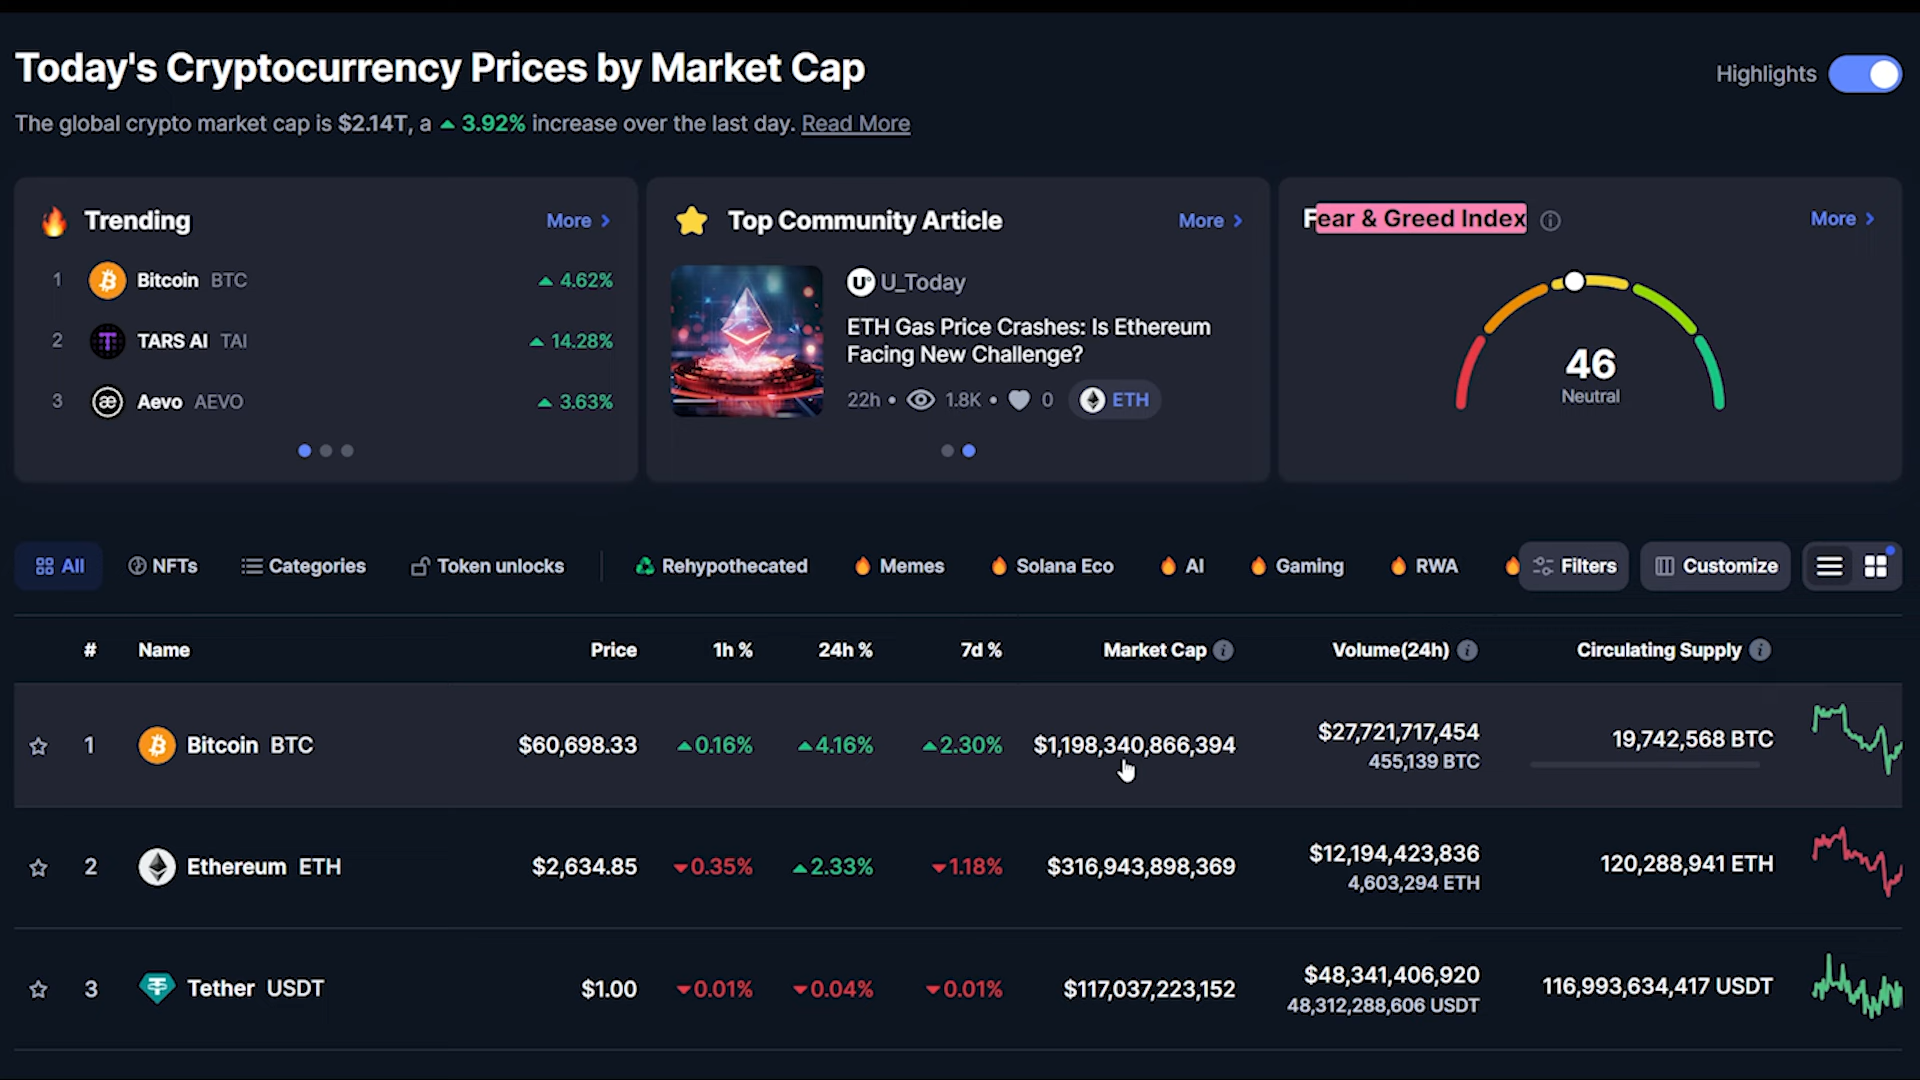 Today's Cryptocurrency Prices by Market Cap
Highlights
The global crypto market cap is $2.14T, a 3.92% increase over the last day. Read More
Trending
More
1 Bitcoin BTC 4.62%
2 TARS AI TAI 14.28%
3 Aevo AEVO 3.63%
Top Community Article
More
U_Today
ETH Gas Price Crashes: Is Ethereum
Facing New Challenge?
22h • 1.8K • 0 ETH
Fear & Greed Index
More
46
Neutral
All NFTs Categories Token unlocks Rehypothecated Memes Solana Eco AI Gaming RWA Filters Customize
# Name Price 1h % 24h % 7d % Market Cap Volume(24h) Circulating Supply
1 Bitcoin BTC $60,698.33 0.16% 4.16% 2.30% $1,198,340,866,394 $27,721,717,454 19,742,568 BTC
455,139 BTC
2 Ethereum ETH $2,634.85 0.35% 2.33% 1.18% $316,943,898,369 $12,194,423,836 120,288,941 ETH
4,603,294 ETH
3 Tether USDT $1.00 0.01% 0.04% 0.01% $117,037,223,152 $48,341,406,920 116,993,634,417 USDT
48,312,288,606 USDT